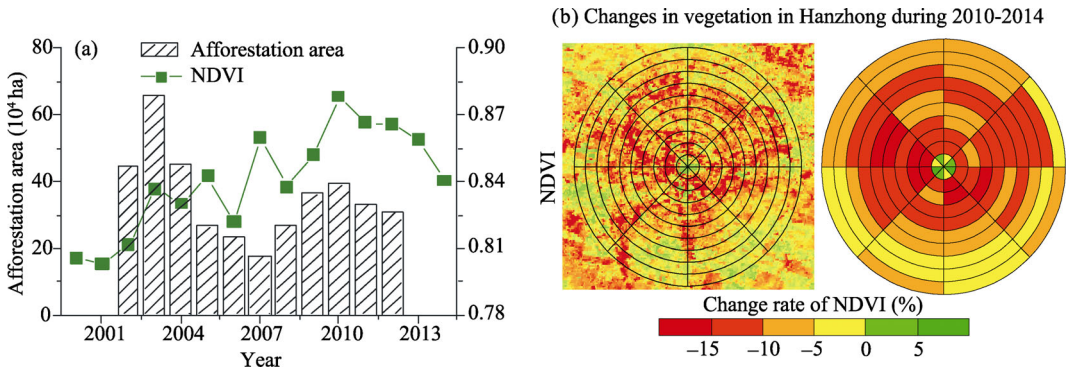 (a)
Afforestation area
NDVI
Afforestation area (10⁴ ha)
80
60
40
20
0
0.90
0.87
0.84
0.81
0.78
2001 2004 2007 2010 2013
Year
(b) Changes in vegetation in Hanzhong during 2010-2014
NDVI
Change rate of NDVI (%)
–15 –10 –5 0 5